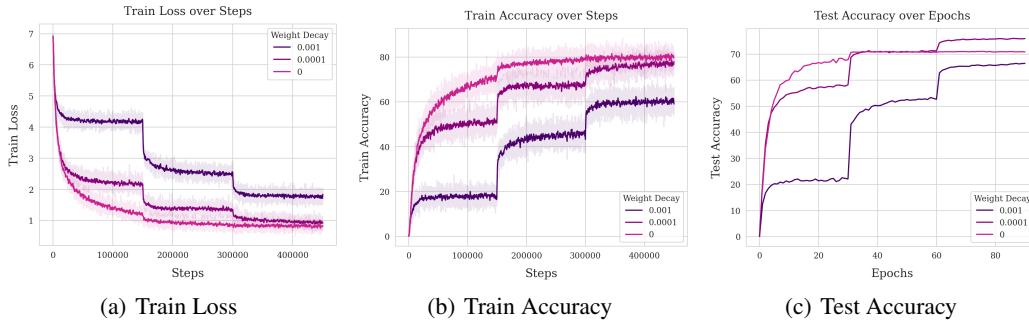 Train Loss over Steps
7
6
5
4
3
2
1
Train Loss
0
100000
200000
300000
400000
Steps
Weight Decay
0.001
0.0001
0
(a) Train Loss
Train Accuracy over Steps
80
60
40
20
0
Train Accuracy
0
100000
200000
300000
400000
Steps
Weight Decay
0.001
0.0001
0
(b) Train Accuracy
Test Accuracy over Epochs
70
60
50
40
30
20
10
0
Test Accuracy
0
20
40
60
80
Epochs
Weight Decay
0.001
0.0001
0
(c) Test Accuracy